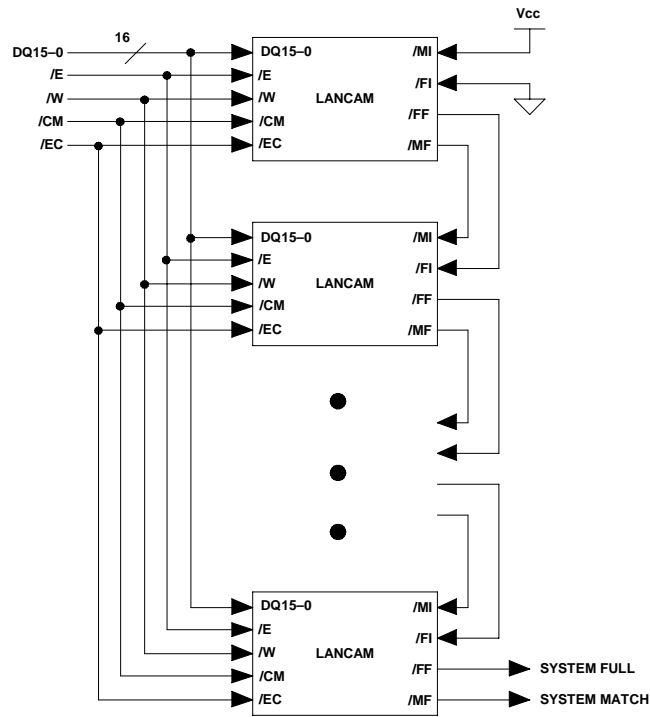 Vcc
16
DQ15–0 DQ15–0 /MI
/E /E /FI
/W /W LANCAM
/CM /CM /FF
/EC /EC /MF
DQ15–0 /MI
/E /FI
/W LANCAM
/CM /FF
/EC /MF
DQ15–0 /MI
/E /FI
/W LANCAM
/CM /FF SYSTEM FULL
/EC /MF SYSTEM MATCH